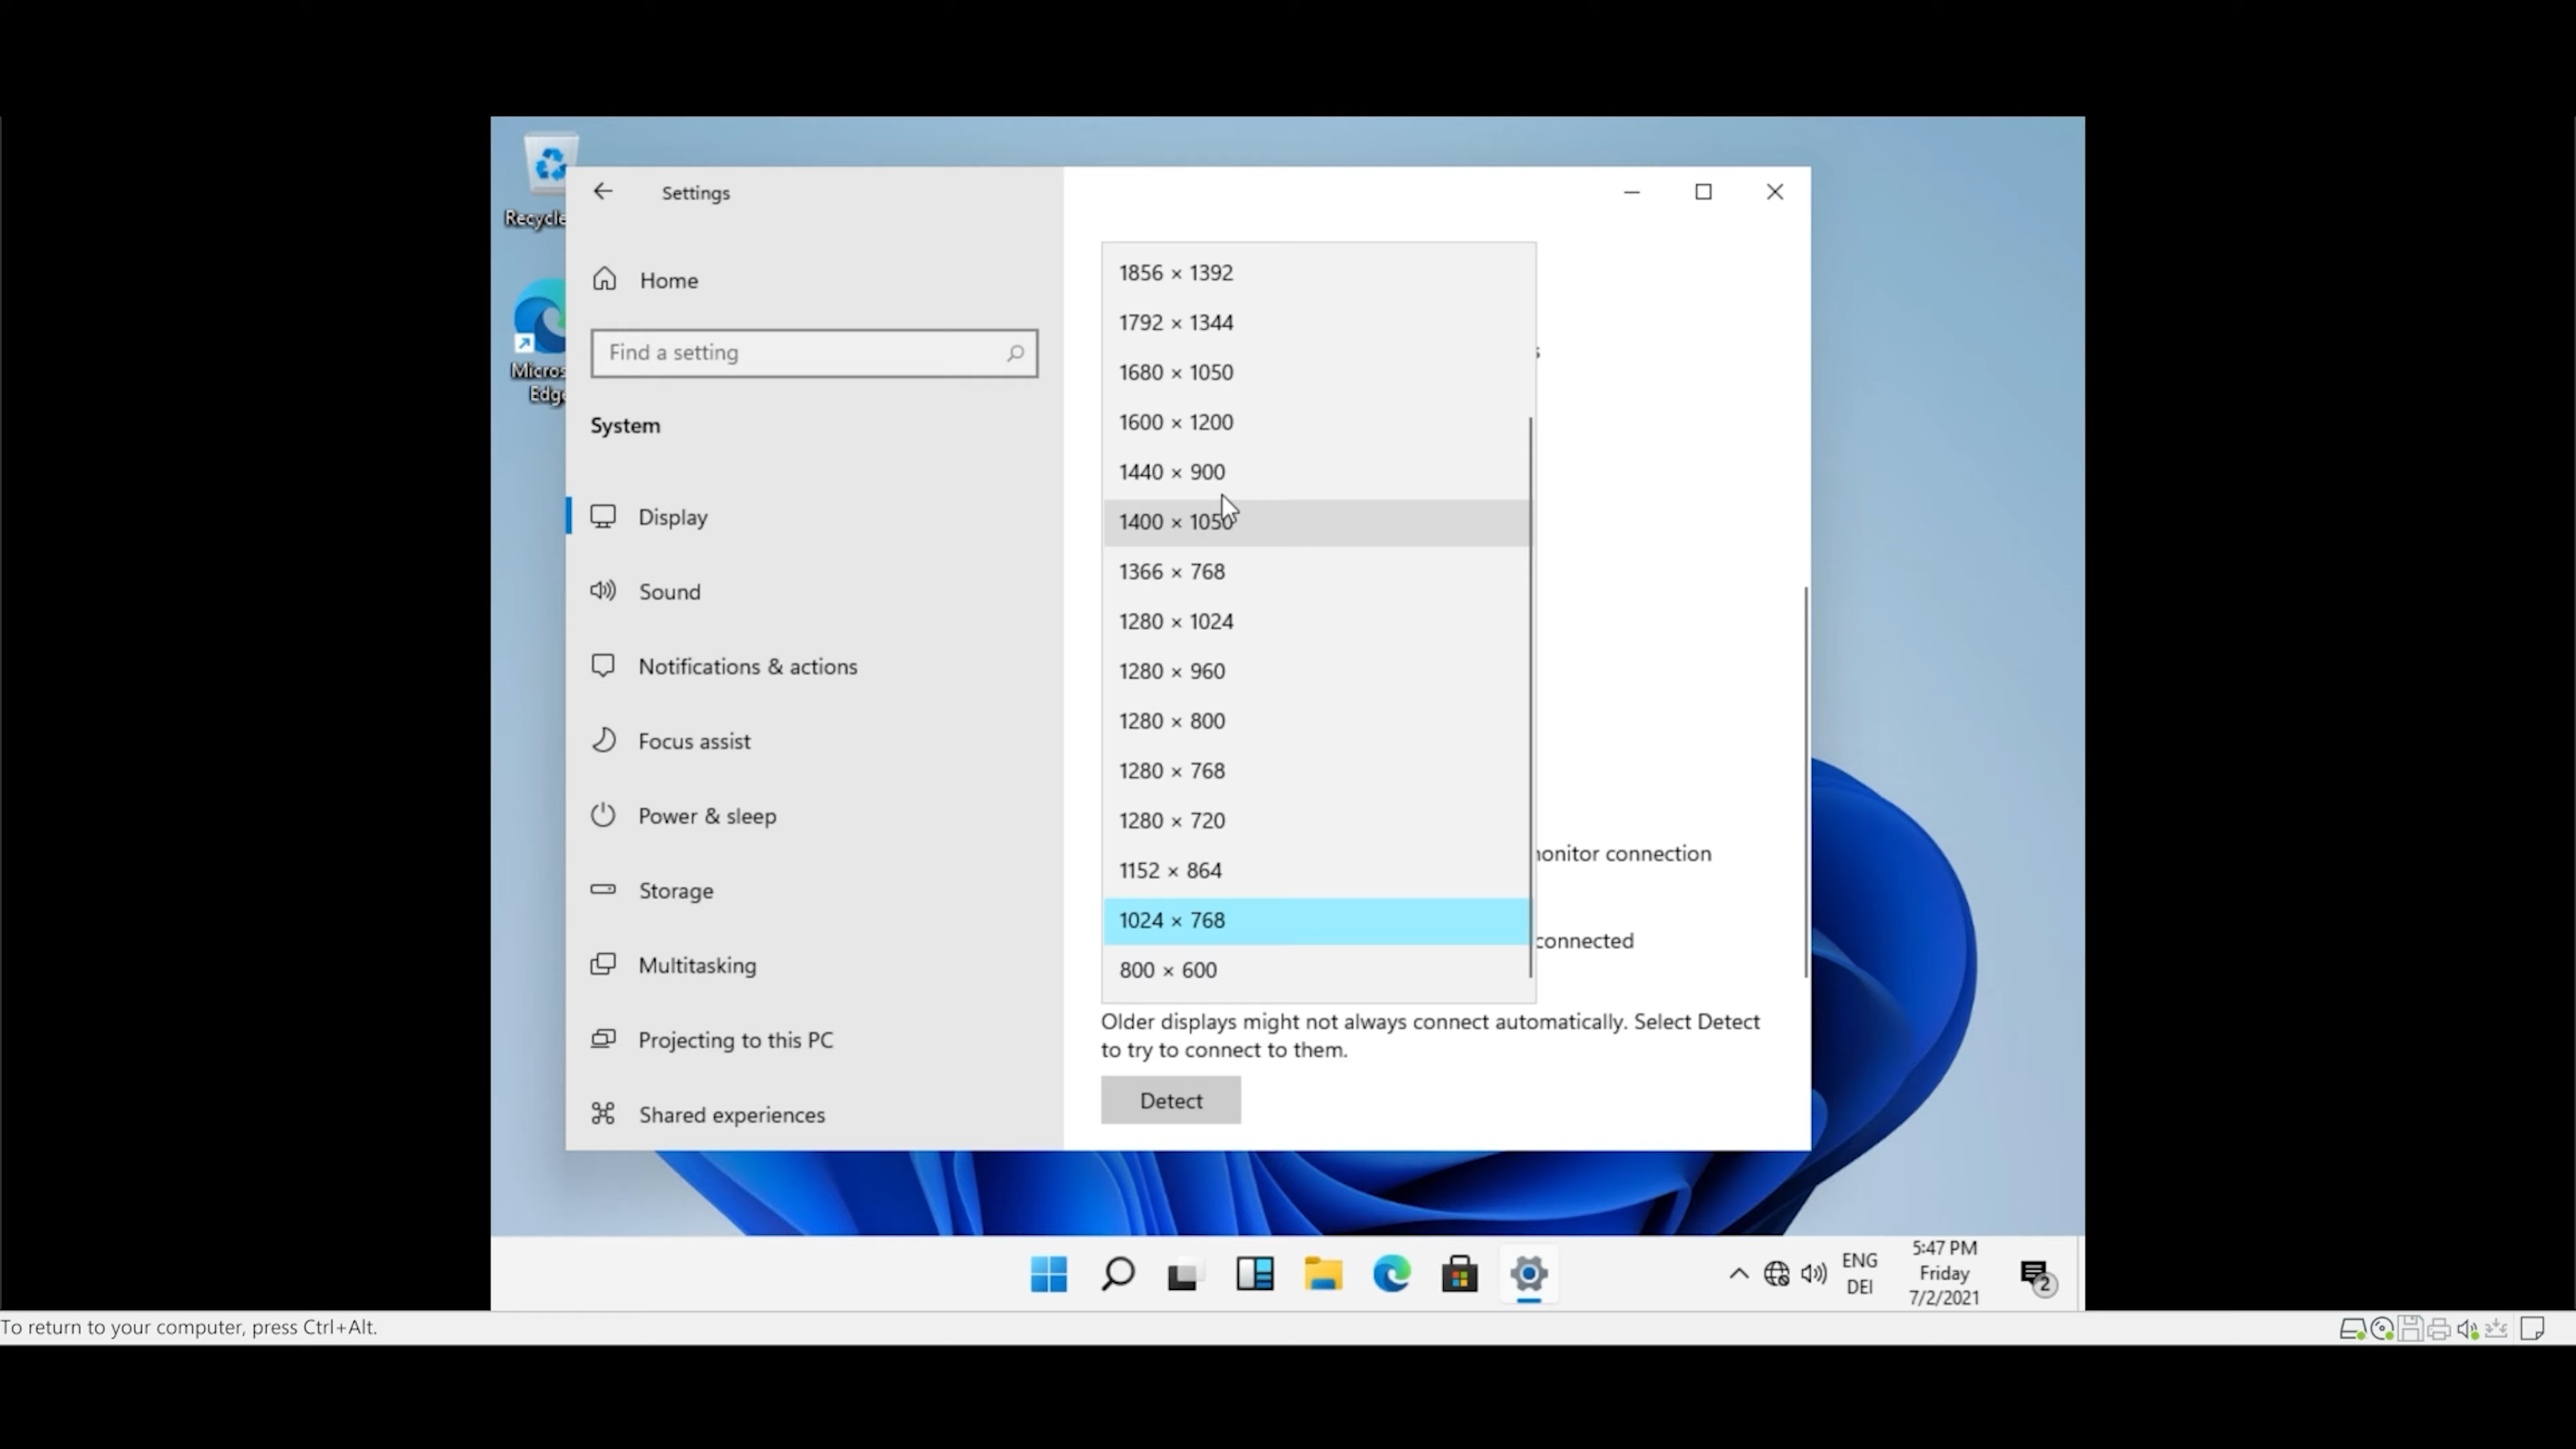 Recycle
Micros
Edge
Settings
Home
Find a setting
System
Display
Sound
Notifications & actions
Focus assist
Power & sleep
Storage
Multitasking
Projecting to this PC
Shared experiences
1856 × 1392
1792 × 1344
1680 × 1050
1600 × 1200
1440 × 900
1400 × 1050
1366 × 768
1280 × 1024
1280 × 960
1280 × 800
1280 × 768
1280 × 720
1152 × 864
1024 × 768
800 × 600
onitor connection
connected
Older displays might not always connect automatically. Select Detect
to try to connect to them.
Detect
ENG
DEI
5:47 PM
Friday
7/2/2021
2
To return to your computer, press Ctrl+Alt.